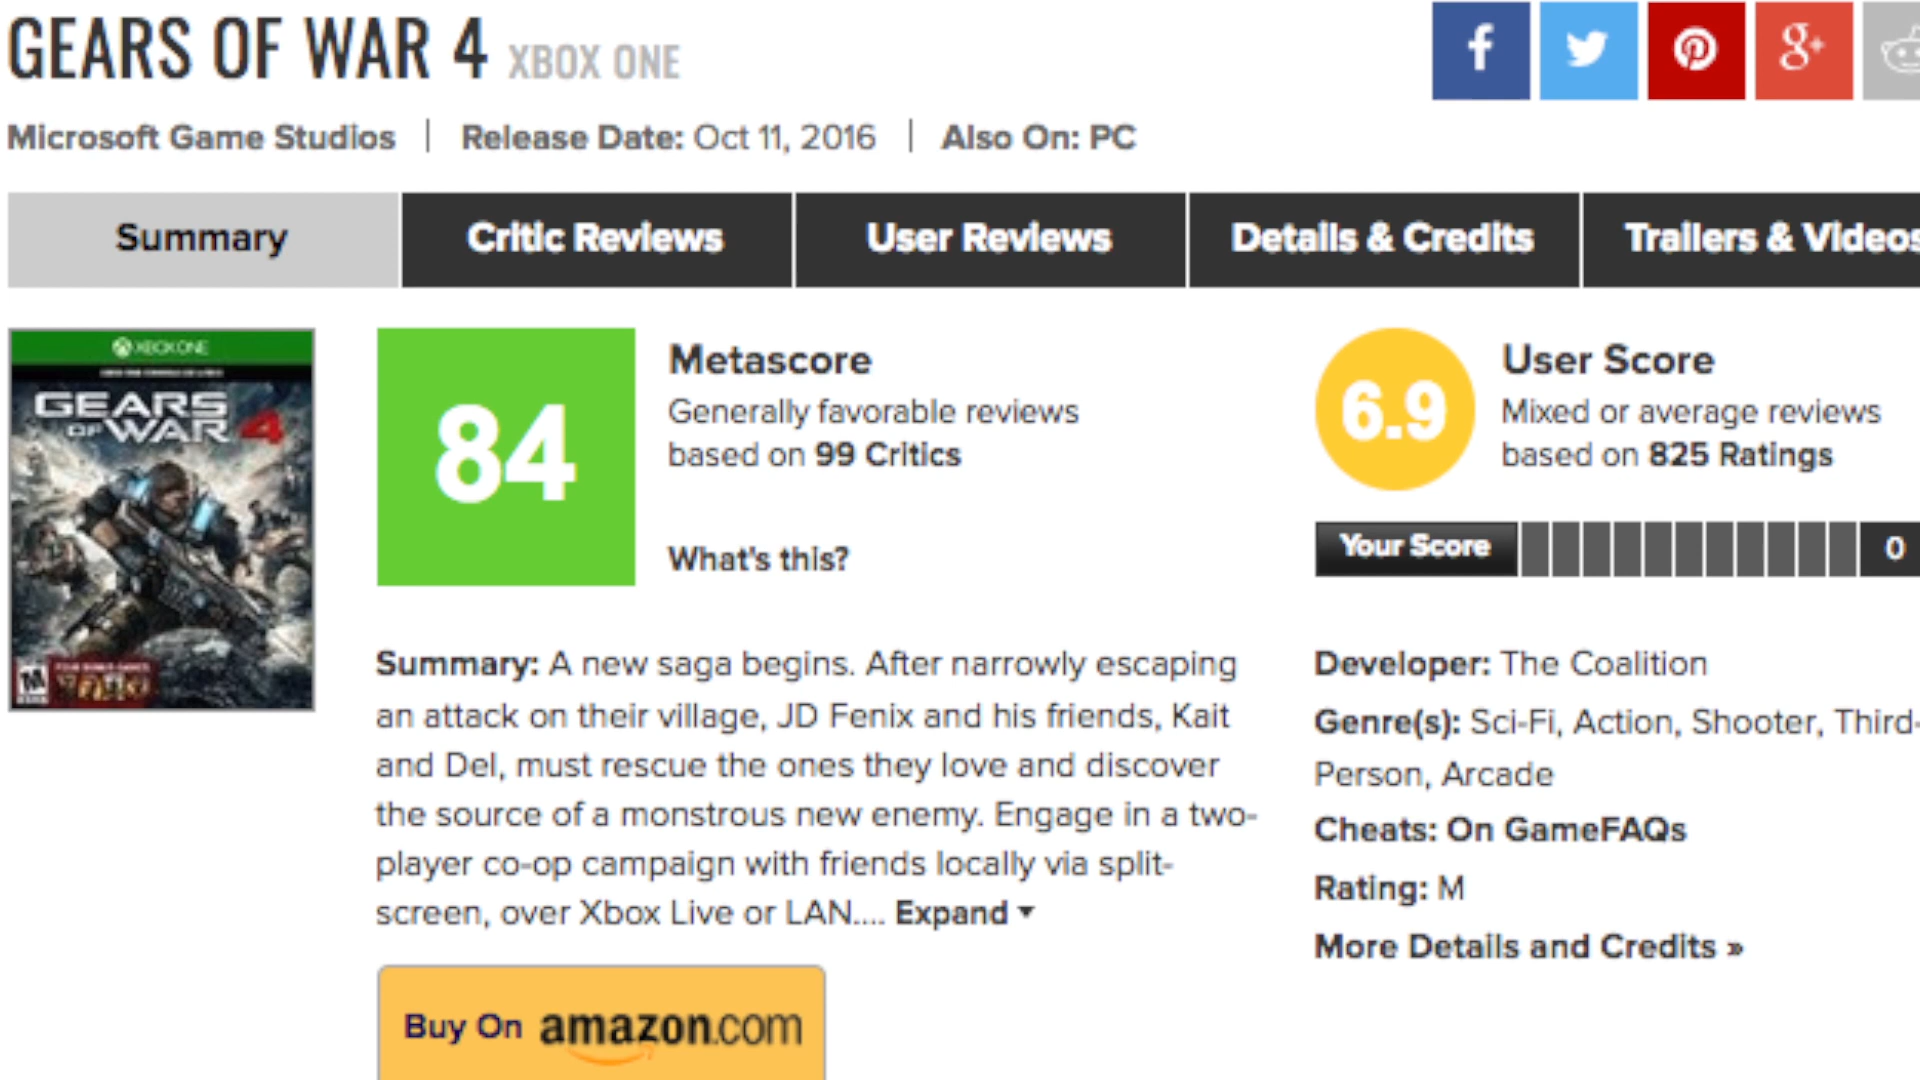 GEARS OF WAR 4 XBOX ONE
f g+
Microsoft Game Studios | Release Date: Oct 11, 2016 | Also On: PC
Summary Critic Reviews User Reviews Details & Credits Trailers & Videos
XBOX ONE
GEARS
OF WAR 4
M
84
Metascore
Generally favorable reviews
based on 99 Critics
What's this?
6.9
User Score
Mixed or average reviews
based on 825 Ratings
Your Score 0
Summary: A new saga begins. After narrowly escaping
an attack on their village, JD Fenix and his friends, Kait
and Del, must rescue the ones they love and discover
the source of a monstrous new enemy. Engage in a two-
player co-op campaign with friends locally via split-
screen, over Xbox Live or LAN.... Expand
Buy On amazon.com
Developer: The Coalition
Genre(s): Sci-Fi, Action, Shooter, Third-
Person, Arcade
Cheats: On GameFAQs
Rating: M
More Details and Credits »